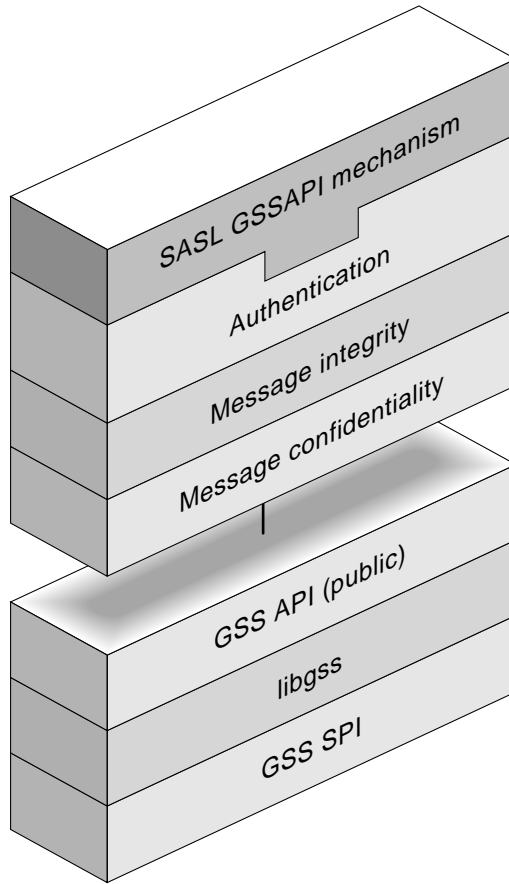 SASL GSSAPI mechanism
Authentication
Message integrity
Message confidentiality
GSS API (public)
libgss
GSS SPI